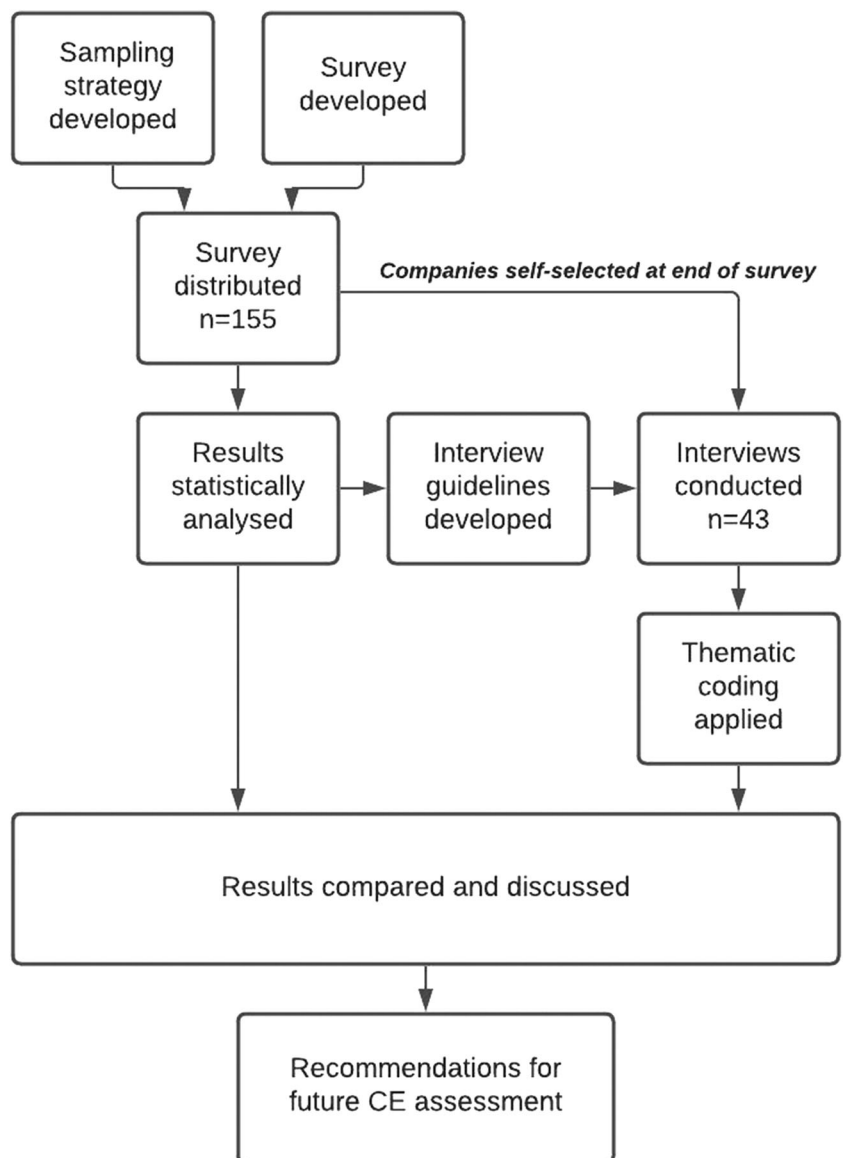 Sampling
strategy
developed
Survey
developed
Survey
distributed
n=155
Companies self-selected at end of survey
Results
statistically
analysed
Interview
guidelines
developed
Interviews
conducted
n=43
Thematic
coding
applied
Results compared and discussed
Recommendations for
future CE assessment